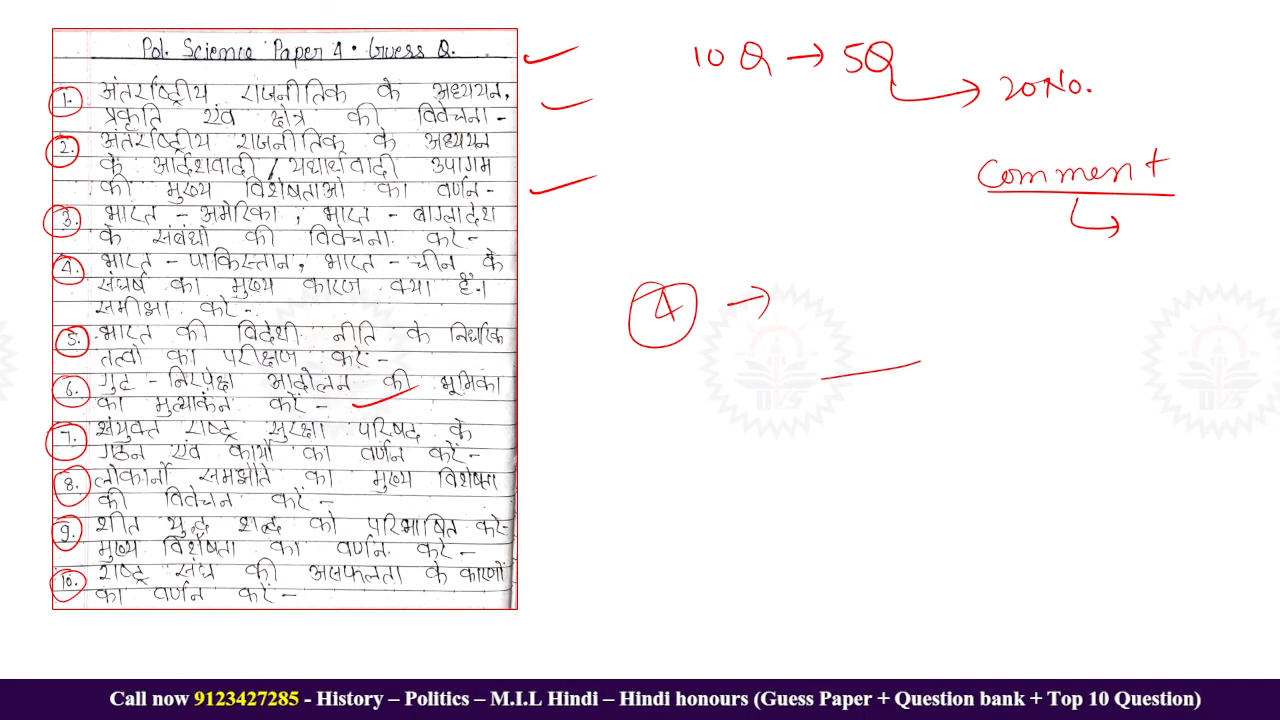 Pol. Science Paper 4 • Guess Q.
1. अंतर्राष्ट्रीय राजनीतिक के अध्ययन,
प्रकृति एंव क्षेत्र की विवेचना -
2. अंतर्राष्ट्रीय राजनीतिक के अध्ययन
के आर्दशवादी / यथार्थवादी उपागम
की मुख्य विशेषताओं का वर्णन -
3. भारत - अमेरिका, भारत - बांग्लादेश
के संबंधों की विवेचना करें -
4. भारत - पाकिस्तान, भारत - चीन के
संघर्ष का मुख्य कारण क्या हैं।
समीक्षा करें -
5. भारत की विदेशी नीति के निर्धारक
तत्वों का परीक्षण करें -
6. गुट - निरपेक्ष आंदोलन की भूमिका
का मुल्याकंन करें -
7. संयुक्त राष्ट्र सुरक्षा परिषद के
गठन एंव कार्यों का वर्णन करें -
8. लोकार्नो समझौते का मुख्य विशेषता
की विवेचन करें -
9. शीत युद्ध शब्द को परिभाषित करें -
मुख्य विशेषता का वर्णन करें -
10. राष्ट्र संघ की असफलता के कारणों
का वर्णन करें -
10 Q → 5Q
20 No.
Comment
4 →
Call now 9123427285 - History – Politics – M.I.L Hindi – Hindi honours (Guess Paper + Question bank + Top 10 Question)